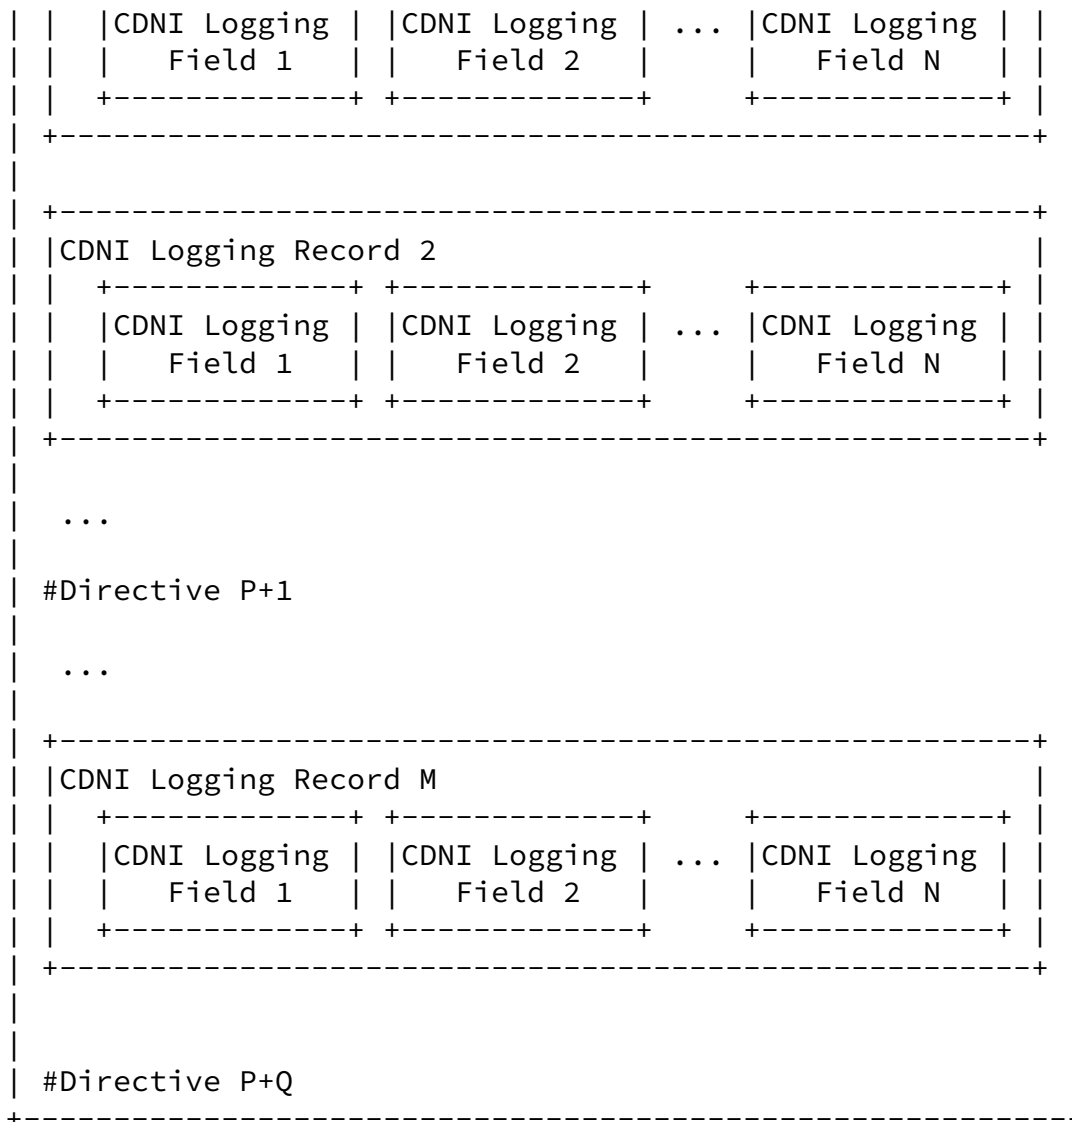 | |   |CDNI Logging | |CDNI Logging | ... |CDNI Logging | |
| |   |   Field 1   | |   Field 2   |     |   Field N   | |
| |   +-------------+ +-------------+     +-------------+ |
| +------------------------------------------------------+
|
| +------------------------------------------------------+
| |CDNI Logging Record 2                                 |
| |  +-------------+ +-------------+     +-------------+ |
| |  |CDNI Logging | |CDNI Logging | ... |CDNI Logging | |
| |  |   Field 1   | |   Field 2   |     |   Field N   | |
| |  +-------------+ +-------------+     +-------------+ |
| +------------------------------------------------------+
|
|  ...
|
| #Directive P+1
|
|  ...
|
| +------------------------------------------------------+
| |CDNI Logging Record M                                 |
| |  +-------------+ +-------------+     +-------------+ |
| |  |CDNI Logging | |CDNI Logging | ... |CDNI Logging | |
| |  |   Field 1   | |   Field 2   |     |   Field N   | |
| |  +-------------+ +-------------+     +-------------+ |
| +------------------------------------------------------+
|
|
| #Directive P+Q
+----------------------------------------------------------